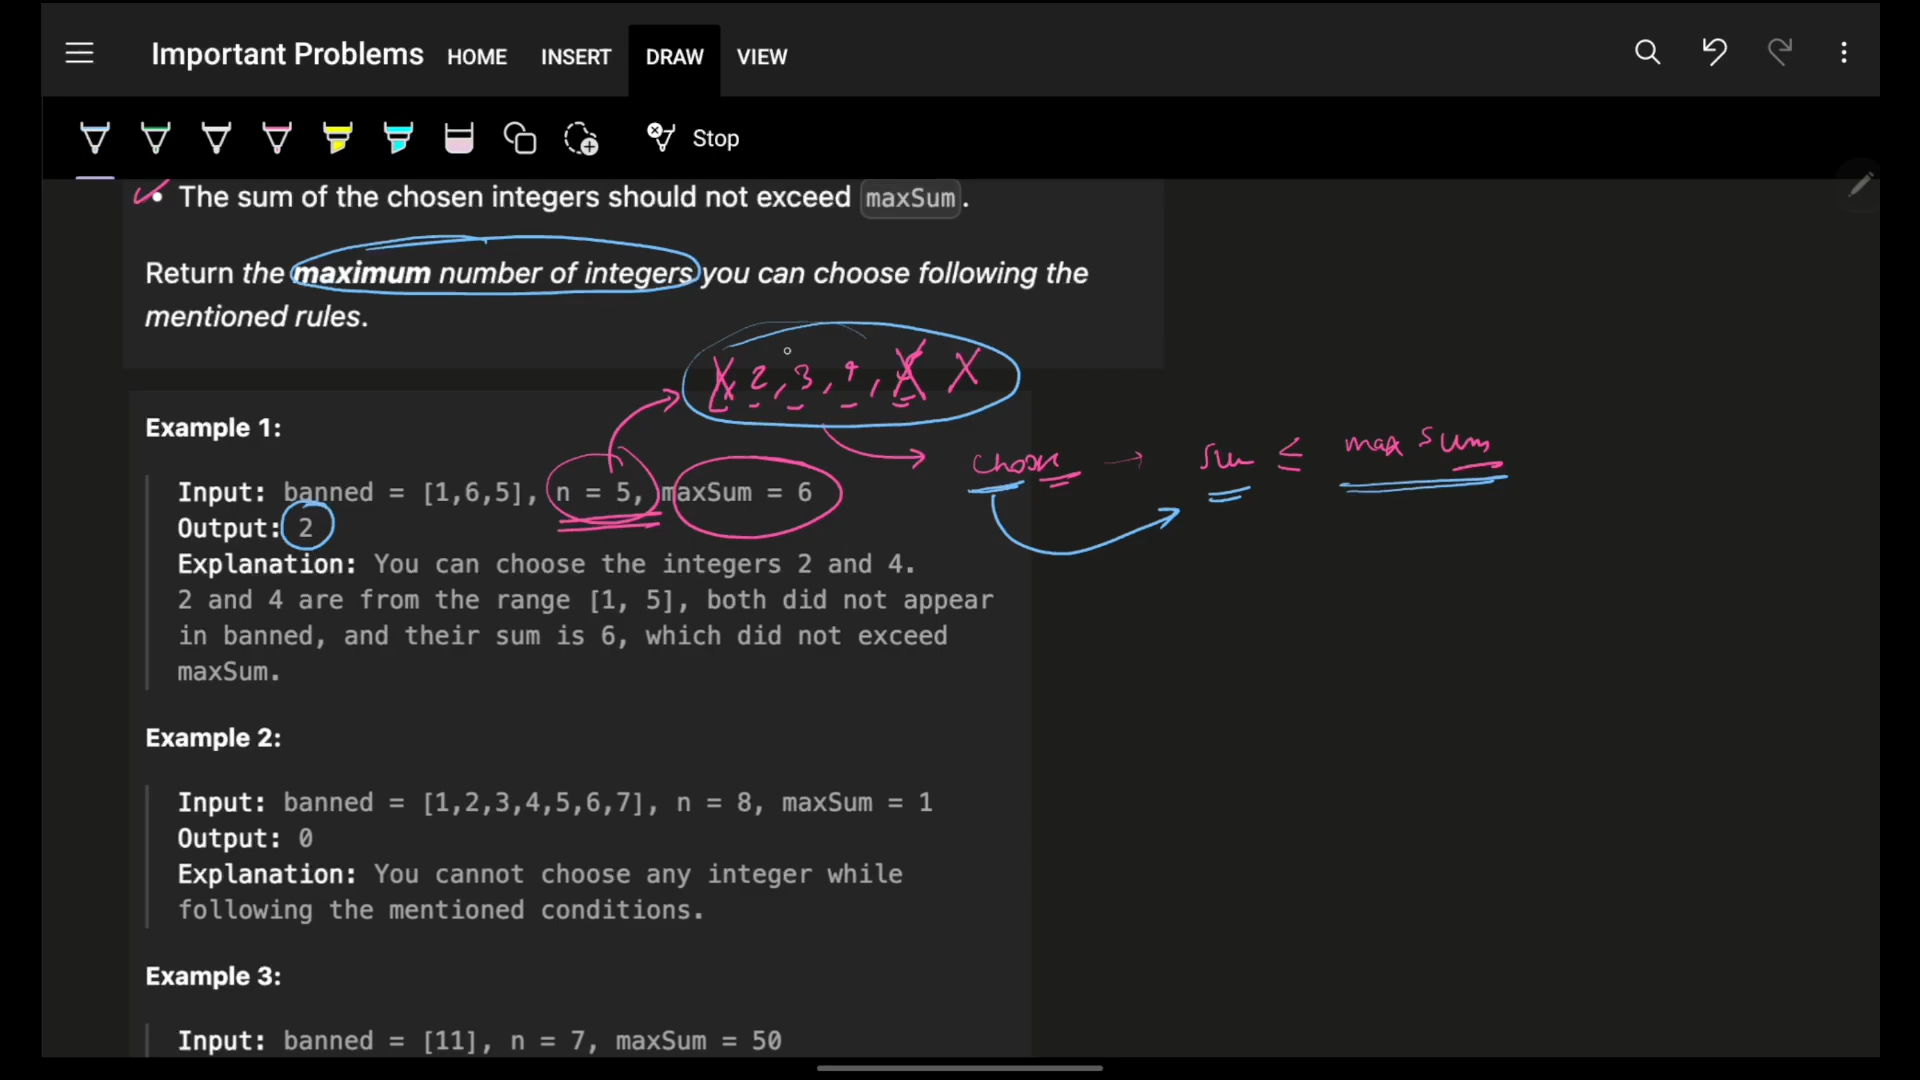 Important Problems HOME INSERT DRAW VIEW
Stop
• The sum of the chosen integers should not exceed maxSum.
Return the maximum number of integers you can choose following the
mentioned rules.
2, 3, 4,
Example 1:
choose → sum ≤ max sum
Input: banned = [1,6,5], n = 5, maxSum = 6
Output: 2
Explanation: You can choose the integers 2 and 4.
2 and 4 are from the range [1, 5], both did not appear
in banned, and their sum is 6, which did not exceed
maxSum.
Example 2:
Input: banned = [1,2,3,4,5,6,7], n = 8, maxSum = 1
Output: 0
Explanation: You cannot choose any integer while
following the mentioned conditions.
Example 3:
Input: banned = [11], n = 7, maxSum = 50